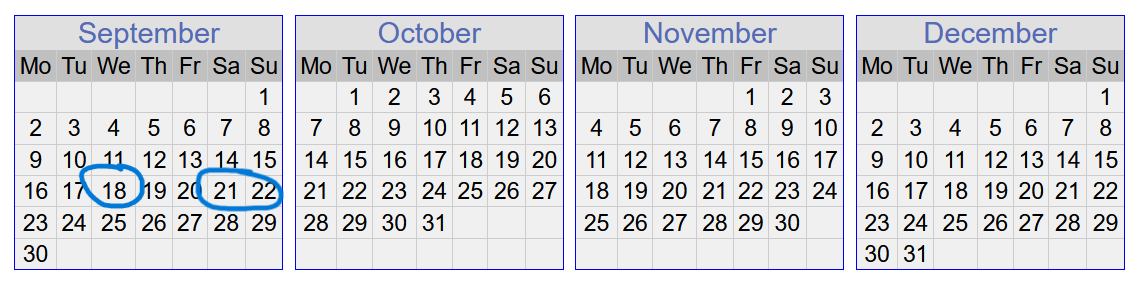 September October November December
Mo Tu We Th Fr Sa Su Mo Tu We Th Fr Sa Su Mo Tu We Th Fr Sa Su Mo Tu We Th Fr Sa Su
1 1 2 3 4 5 6 1 2 3 1
2 3 4 5 6 7 8 7 8 9 10 11 12 13 4 5 6 7 8 9 10 2 3 4 5 6 7 8
9 10 11 12 13 14 15 14 15 16 17 18 19 20 11 12 13 14 15 16 17 9 10 11 12 13 14 15
16 17 18 19 20 21 22 21 22 23 24 25 26 27 18 19 20 21 22 23 24 16 17 18 19 20 21 22
23 24 25 26 27 28 29 28 29 30 31 25 26 27 28 29 30 23 24 25 26 27 28 29
30 30 31